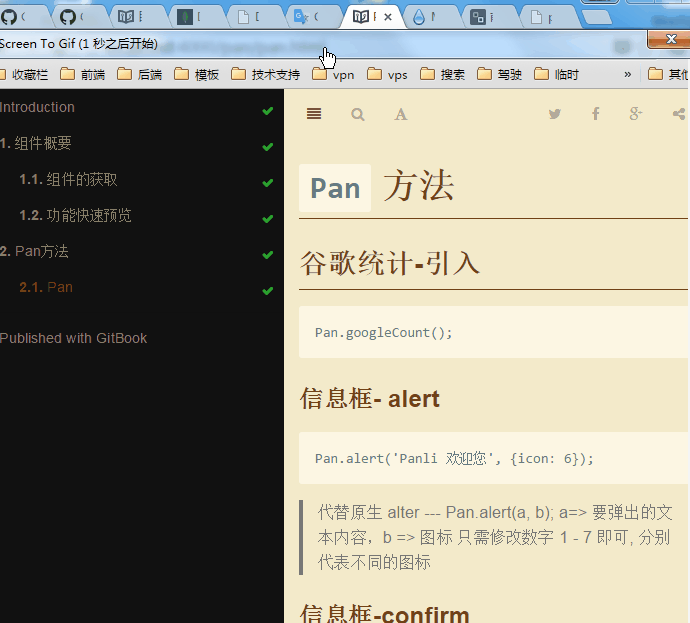 Screen To Gif (1 秒之后开始)
收藏栏 前端 后端 模板 技术支持 vpn vps 搜索 驾驶 临时 » 其他
Introduction
1. 组件概要
1.1. 组件的获取
1.2. 功能快速预览
2. Pan方法
2.1. Pan
Published with GitBook
A
Pan 方法
谷歌统计-引入
Pan.googleCount();
信息框- alert
Pan.alert('Panli 欢迎您', {icon: 6});
代替原生 alter --- Pan.alert(a, b); a=> 要弹出的文
本内容，b => 图标 只需修改数字 1 - 7 即可, 分别
代表不同的图标
信息框-confirm